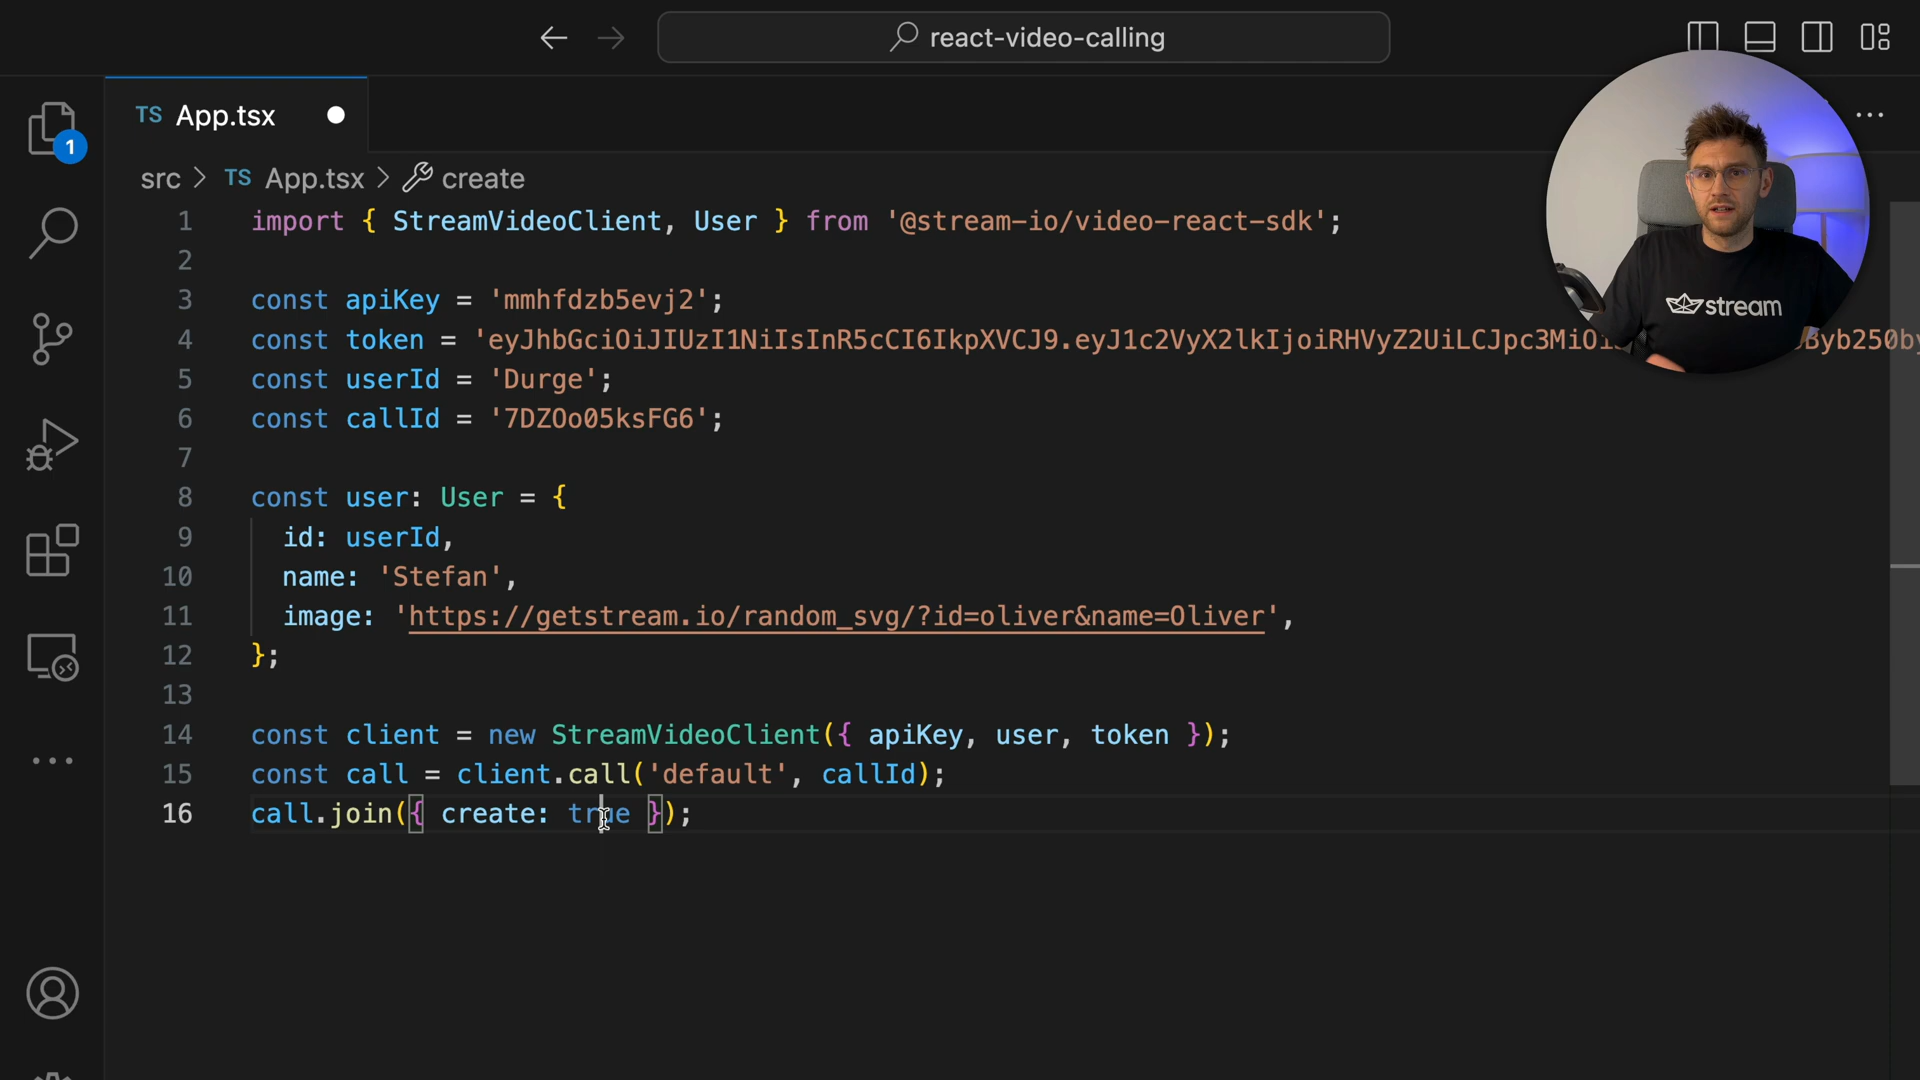 react-video-calling
TS App.tsx
1
src > TS App.tsx > create
1 import { StreamVideoClient, User } from '@stream-io/video-react-sdk';
2
3 const apiKey = 'mmhfdzb5evj2';
4 const token = 'eyJhbGciOiJIUzI1NiIsInR5cCI6IkpXVCJ9.eyJ1c2VyX2lkIjoiRHVyZ2UiLCJpc3MiOi
5 const userId = 'Durge';
6 const callId = '7DZOo05ksFG6';
7
8 const user: User = {
9 id: userId,
10 name: 'Stefan',
11 image: 'https://getstream.io/random_svg/?id=oliver&name=Oliver',
12 };
13
14 const client = new StreamVideoClient({ apiKey, user, token });
15 const call = client.call('default', callId);
16 call.join({ create: true });
stream